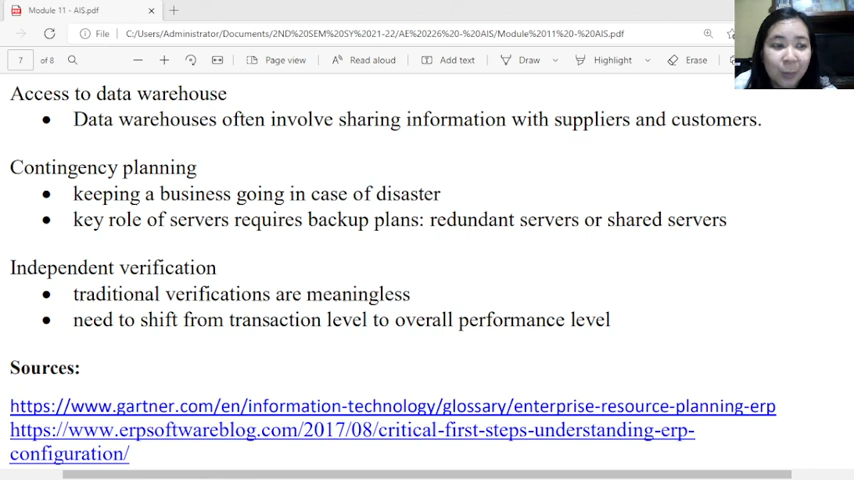 Module 11 - AIS.pdf
File C:/Users/Administrator/Documents/2ND%20SEM%20SY%2021-22/AE%20226%20-%20AIS/Module%2011%20-%20AIS.pdf
7 of 8 Page view Read aloud Add text Draw Highlight Erase
Access to data warehouse
• Data warehouses often involve sharing information with suppliers and customers.
Contingency planning
• keeping a business going in case of disaster
• key role of servers requires backup plans: redundant servers or shared servers
Independent verification
• traditional verifications are meaningless
• need to shift from transaction level to overall performance level
Sources:
https://www.gartner.com/en/information-technology/glossary/enterprise-resource-planning-erp
https://www.erpsoftwareblog.com/2017/08/critical-first-steps-understanding-erp-
configuration/